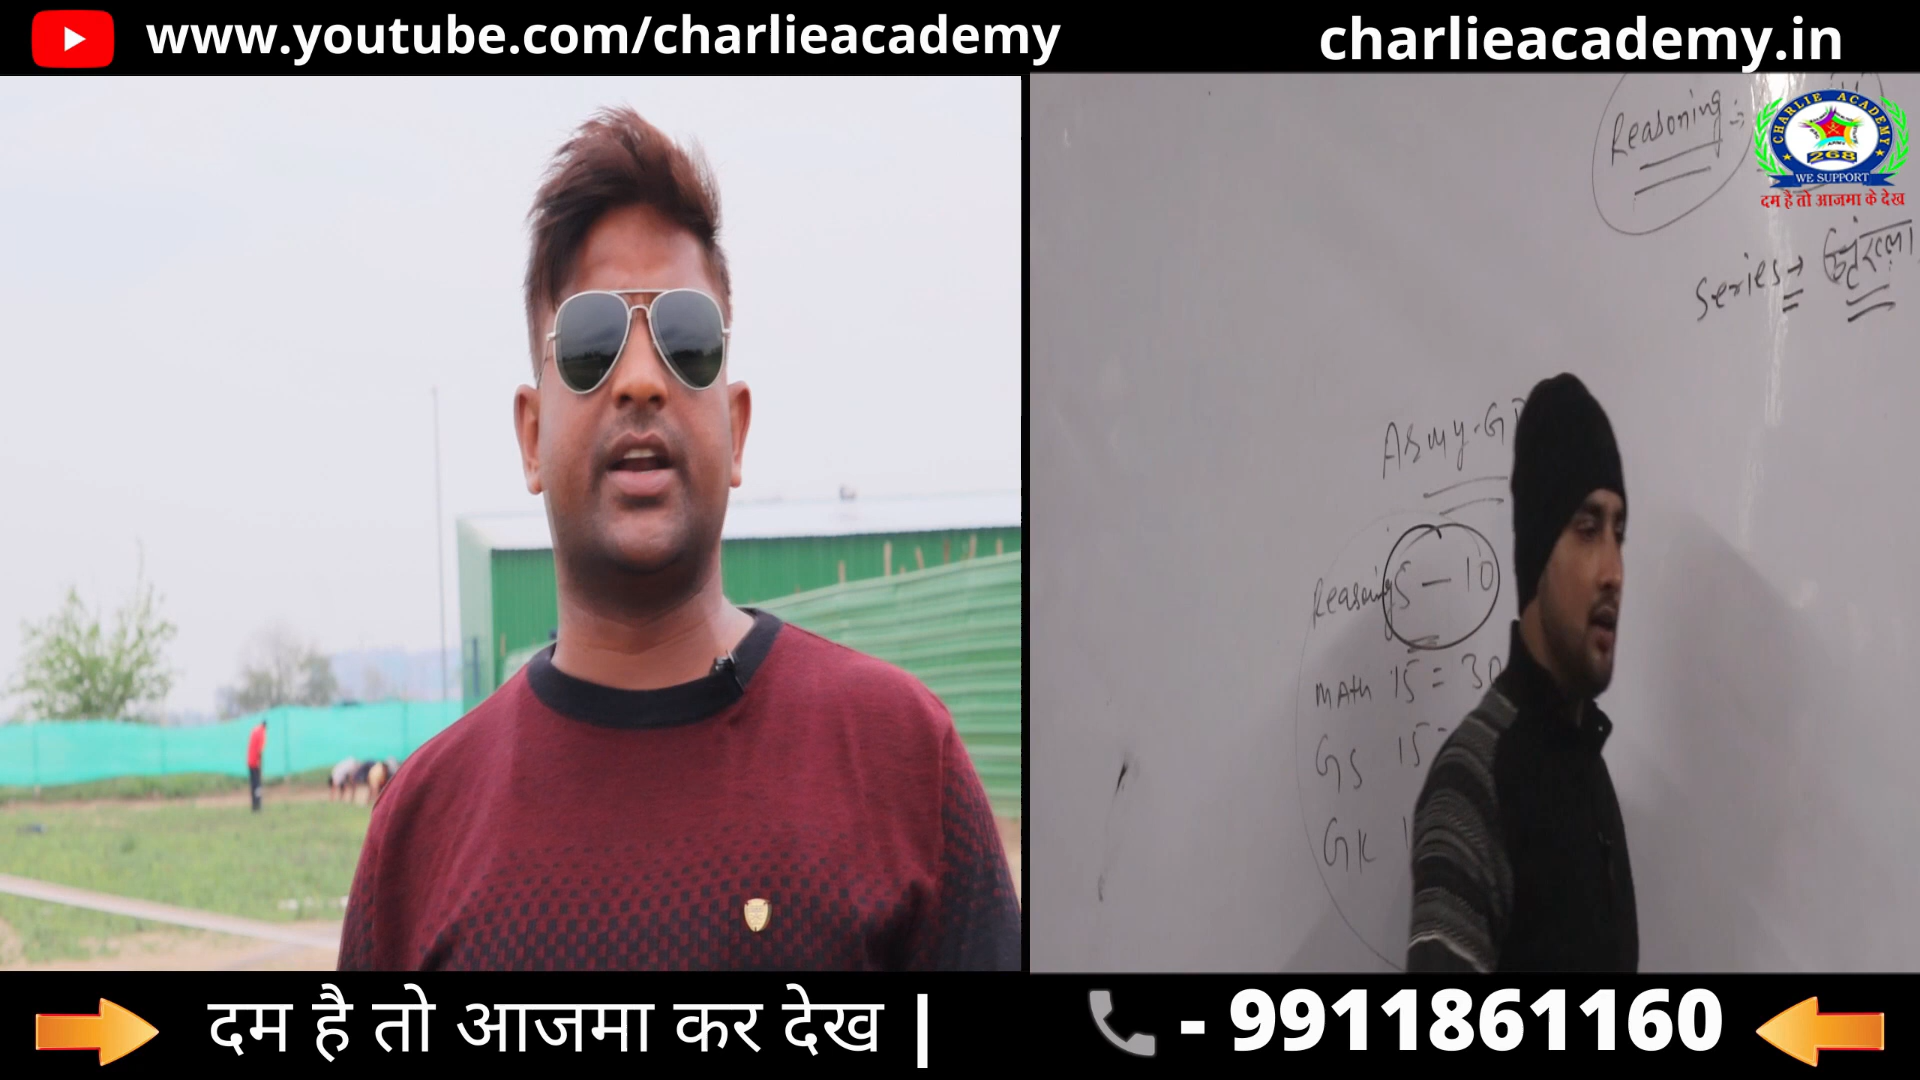 www.youtube.com/charlieacademy
charlieacademy.in
Reasoning
CHARLIE ACADEMY
268
WE SUPPORT
दम है तो आजमा के देख
Series →
Army-G
Reasoning 5 — 10
Math 15 = 30
GS 15 =
GK 1
दम है तो आजमा कर देख |
- 9911861160